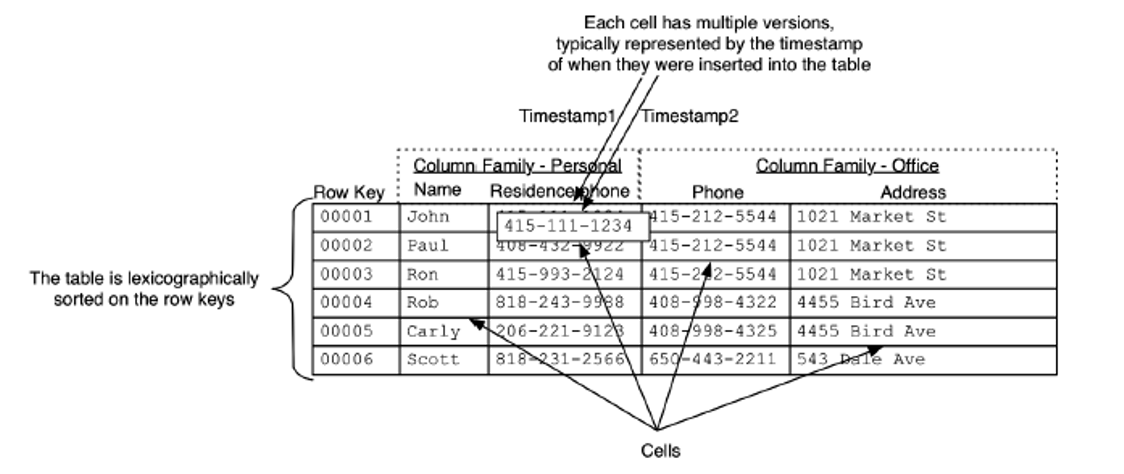 Each cell has multiple versions,
typically represented by the timestamp
of when they were inserted into the table
Timestamp1 Timestamp2
Column Family - Personal Column Family - Office
Row Key Name Residence phone Phone Address
00001 John 415-212-5544 1021 Market St
415-111-1234
00002 Paul 408-432-9922 415-212-5544 1021 Market St
The table is lexicographically
sorted on the row keys
00003 Ron 415-993-2124 415-212-5544 1021 Market St
00004 Rob 818-243-9988 408-998-4322 4455 Bird Ave
00005 Carly 206-221-9123 408-998-4325 4455 Bird Ave
00006 Scott 818-231-2566 650-443-2211 543 Dale Ave
Cells